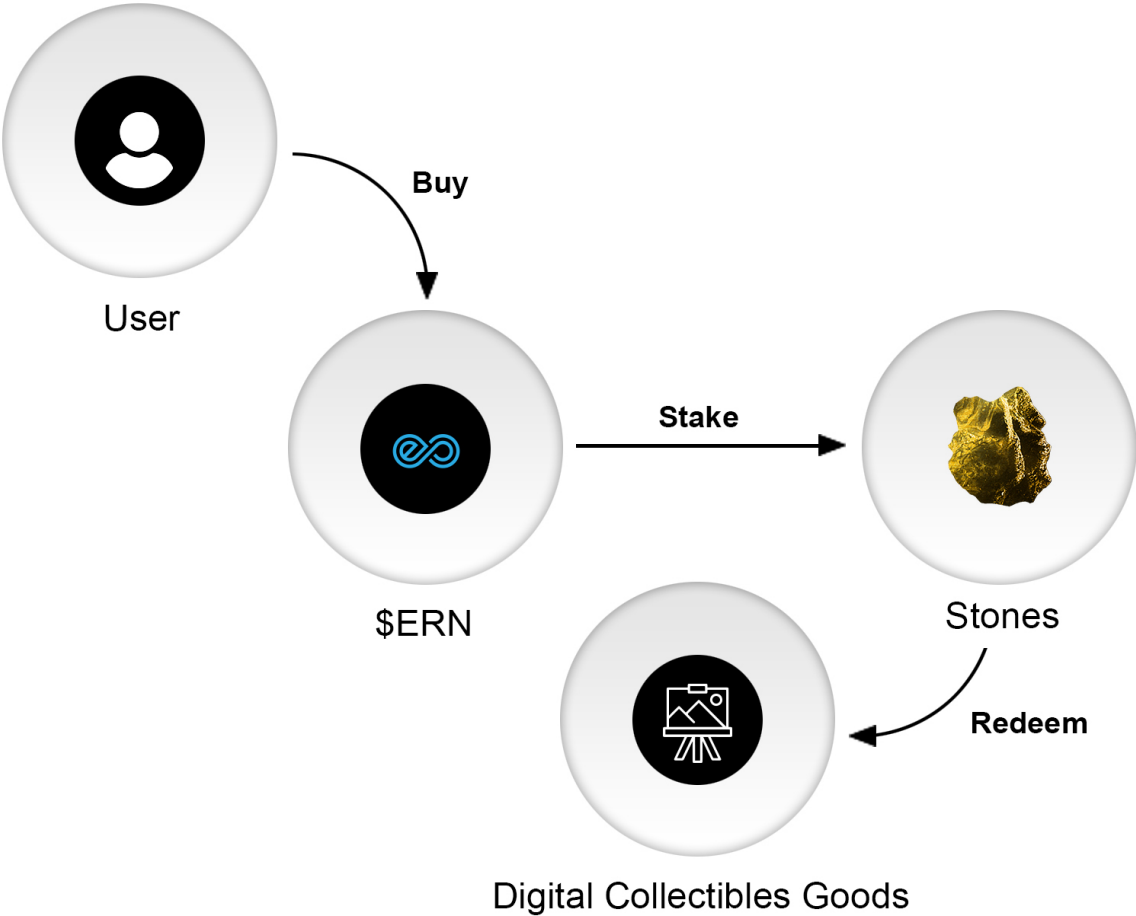 Buy
User
Stake
$ERN
Stones
Redeem
Digital Collectibles Goods